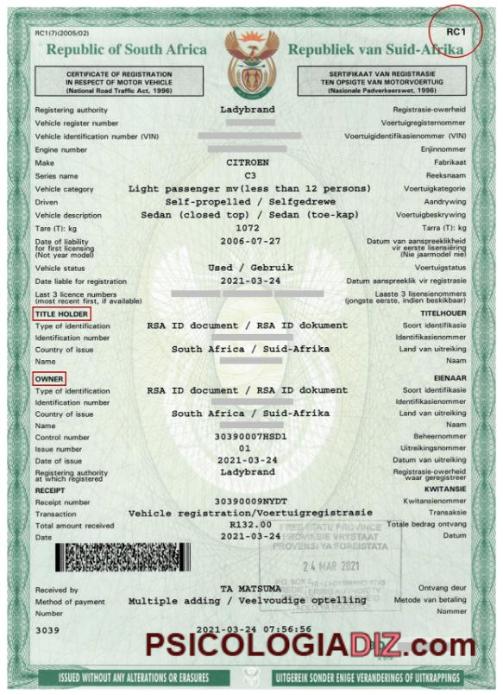 RC1(7)(2005/02)
RC1
Republic of South Africa
Republiek van Suid-Afrika
CERTIFICATE OF REGISTRATION
IN RESPECT OF MOTOR VEHICLE
(National Road Traffic Act, 1996)
SERTIFIKAAT VAN REGISTRASIE
TEN OPSIGTE VAN MOTORVOERTUIG
(Nasionale Padverkeerswet, 1996)
Registering authority Ladybrand Registrasie-owerheid
Vehicle register number Voertuigregisternommer
Vehicle identification number (VIN) Voertuigidentifikasienommer (VIN)
Engine number Enjinnommer
Make CITROEN Fabrikaat
Series name C3 Reeksnaam
Vehicle category Light passenger mv(less than 12 persons) Voertuigkategorie
Driven Self-propelled / Selfgedrewe Aandrywing
Vehicle description Sedan (closed top) / Sedan (toe-kap) Voertuigbeskrywing
Tare (T): kg 1072 Tarra (T): kg
Date of liability 2006-07-27 Datum van aanspreeklikheid
for first licensing vir eerste lisensiëring
(Not year model) (Nie jaarmodel nie)
Vehicle status Used / Gebruik Voertuigstatus
Date liable for registration 2021-03-24 Datum aanspreeklik vir registrasie
Last 3 licence numbers Laaste 3 lisensienommers
(most recent first, if available) (jongste eerste, indien beskikbaar)
TITLE HOLDER TITELHOUER
Type of identification RSA ID document / RSA ID dokument Soort identifikasie
Identification number Identifikasienommer
Country of issue South Africa / Suid-Afrika Land van uitreiking
Name Naam
OWNER EIENAAR
Type of identification RSA ID document / RSA ID dokument Soort identifikasie
Identification number Identifikasienommer
Country of issue South Africa / Suid-Afrika Land van uitreiking
Name Naam
Control number 30390007HSD1 Beheernommer
Issue number 01 Uitreikingsnommer
Date of issue 2021-03-24 Datum van uitreiking
Registering authority Ladybrand Registrasie-owerheid
at which registered waar geregistreer
RECEIPT KWITANSIE
Receipt number 30390009NYDT Kwitansienommer
Transaction Vehicle registration/Voertuigregistrasie Transaksie
Total amount received R132.00 Totale bedrag ontvang
Date 2021-03-24 Datum
FREE STATE PROVINCE
PROVINSIE VRYSTAAT
PROVENSI YA FOREISTATA
24 MAR 2021
Received by TA MATSUMA Ontvang deur
Method of payment Multiple adding / Veelvoudige optelling Metode van betaling
Number Nommer
3039 2021-03-24 07:56:56
PSICOLOGIADIZ.com
ISSUED WITHOUT ANY ALTERATIONS OR ERASURES
UITGEREIK SONDER ENIGE VERANDERINGS OF UITKRAPPINGS